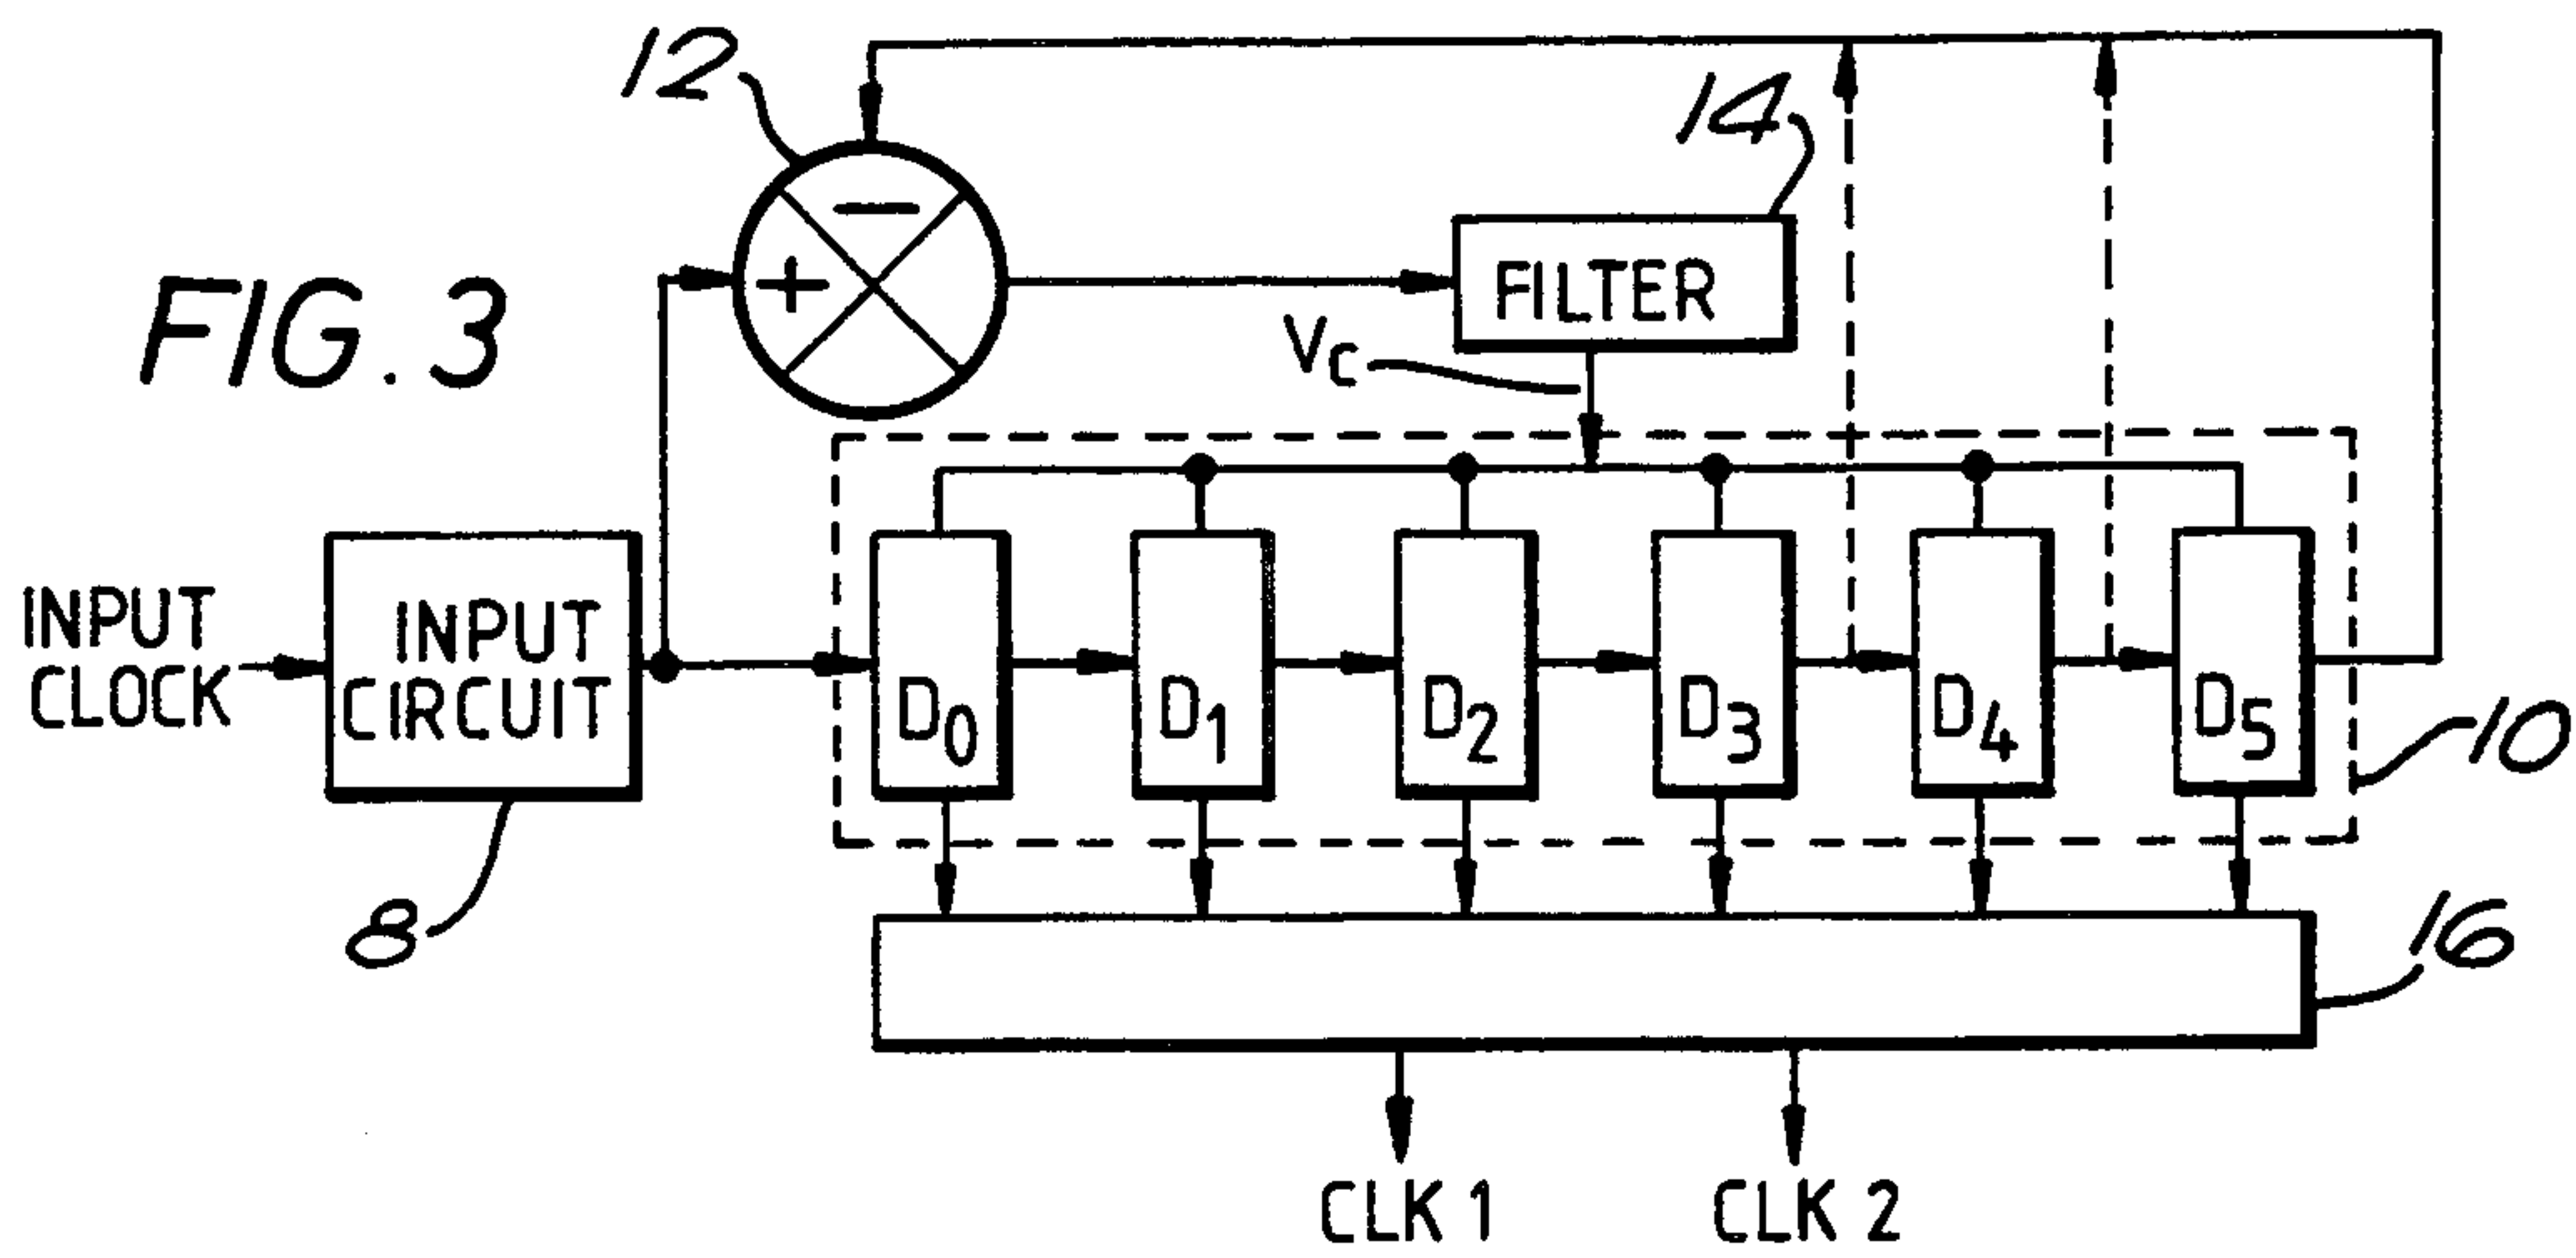 12
14
FIG. 3
− 
+
FILTER
VC
INPUT
CLOCK
INPUT
CIRCUIT
D0
D1
D2
D3
D4
D5
10
8
16
CLK 1
CLK 2